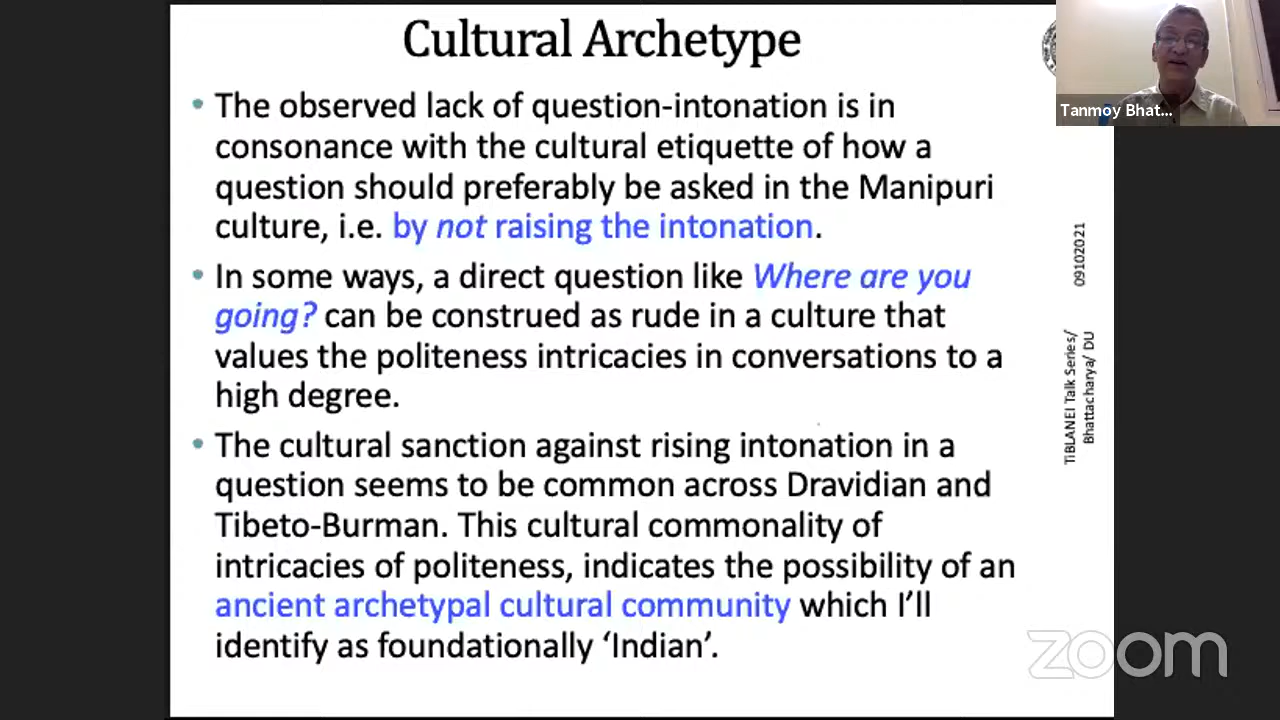 Cultural Archetype
• The observed lack of question-intonation is in
consonance with the cultural etiquette of how a
question should preferably be asked in the Manipuri
culture, i.e. by not raising the intonation.
• In some ways, a direct question like Where are you
going? can be construed as rude in a culture that
values the politeness intricacies in conversations to a
high degree.
• The cultural sanction against rising intonation in a
question seems to be common across Dravidian and
Tibeto-Burman. This cultural commonality of
intricacies of politeness, indicates the possibility of an
ancient archetypal cultural community which I’ll
identify as foundationally ‘Indian’.
Tanmoy Bhat...
09102021
TiBLANEI Talk Series/
Bhattacharya/ DU
zoom